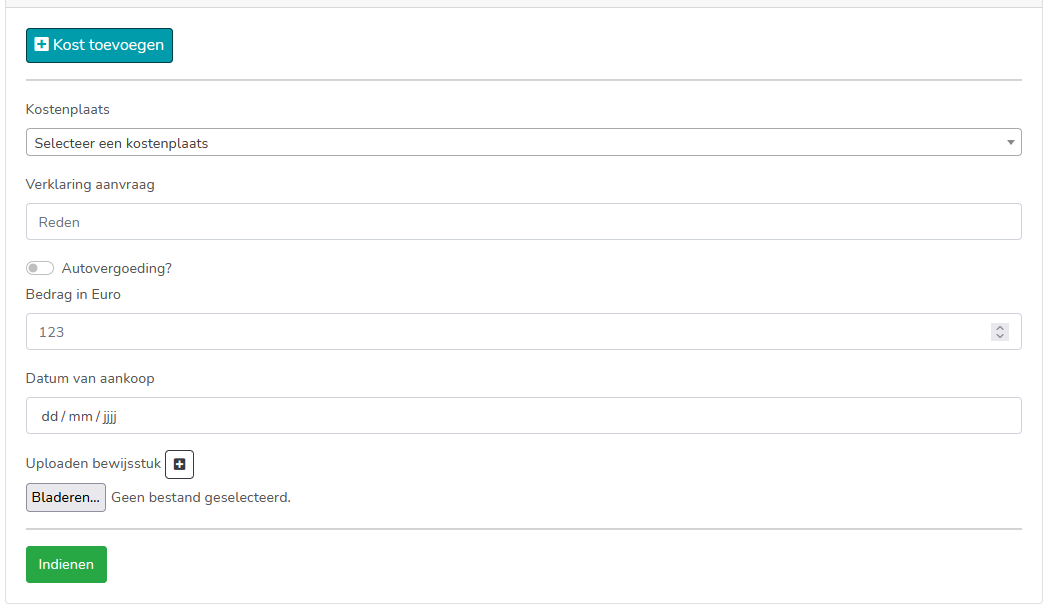 Kost toevoegen
Kostenplaats
Selecteer een kostenplaats
Verklaring aanvraag
Reden
Autovergoeding?
Bedrag in Euro
123
Datum van aankoop
dd / mm / jjjj
Uploaden bewijsstuk
Bladeren... Geen bestand geselecteerd.
Indienen